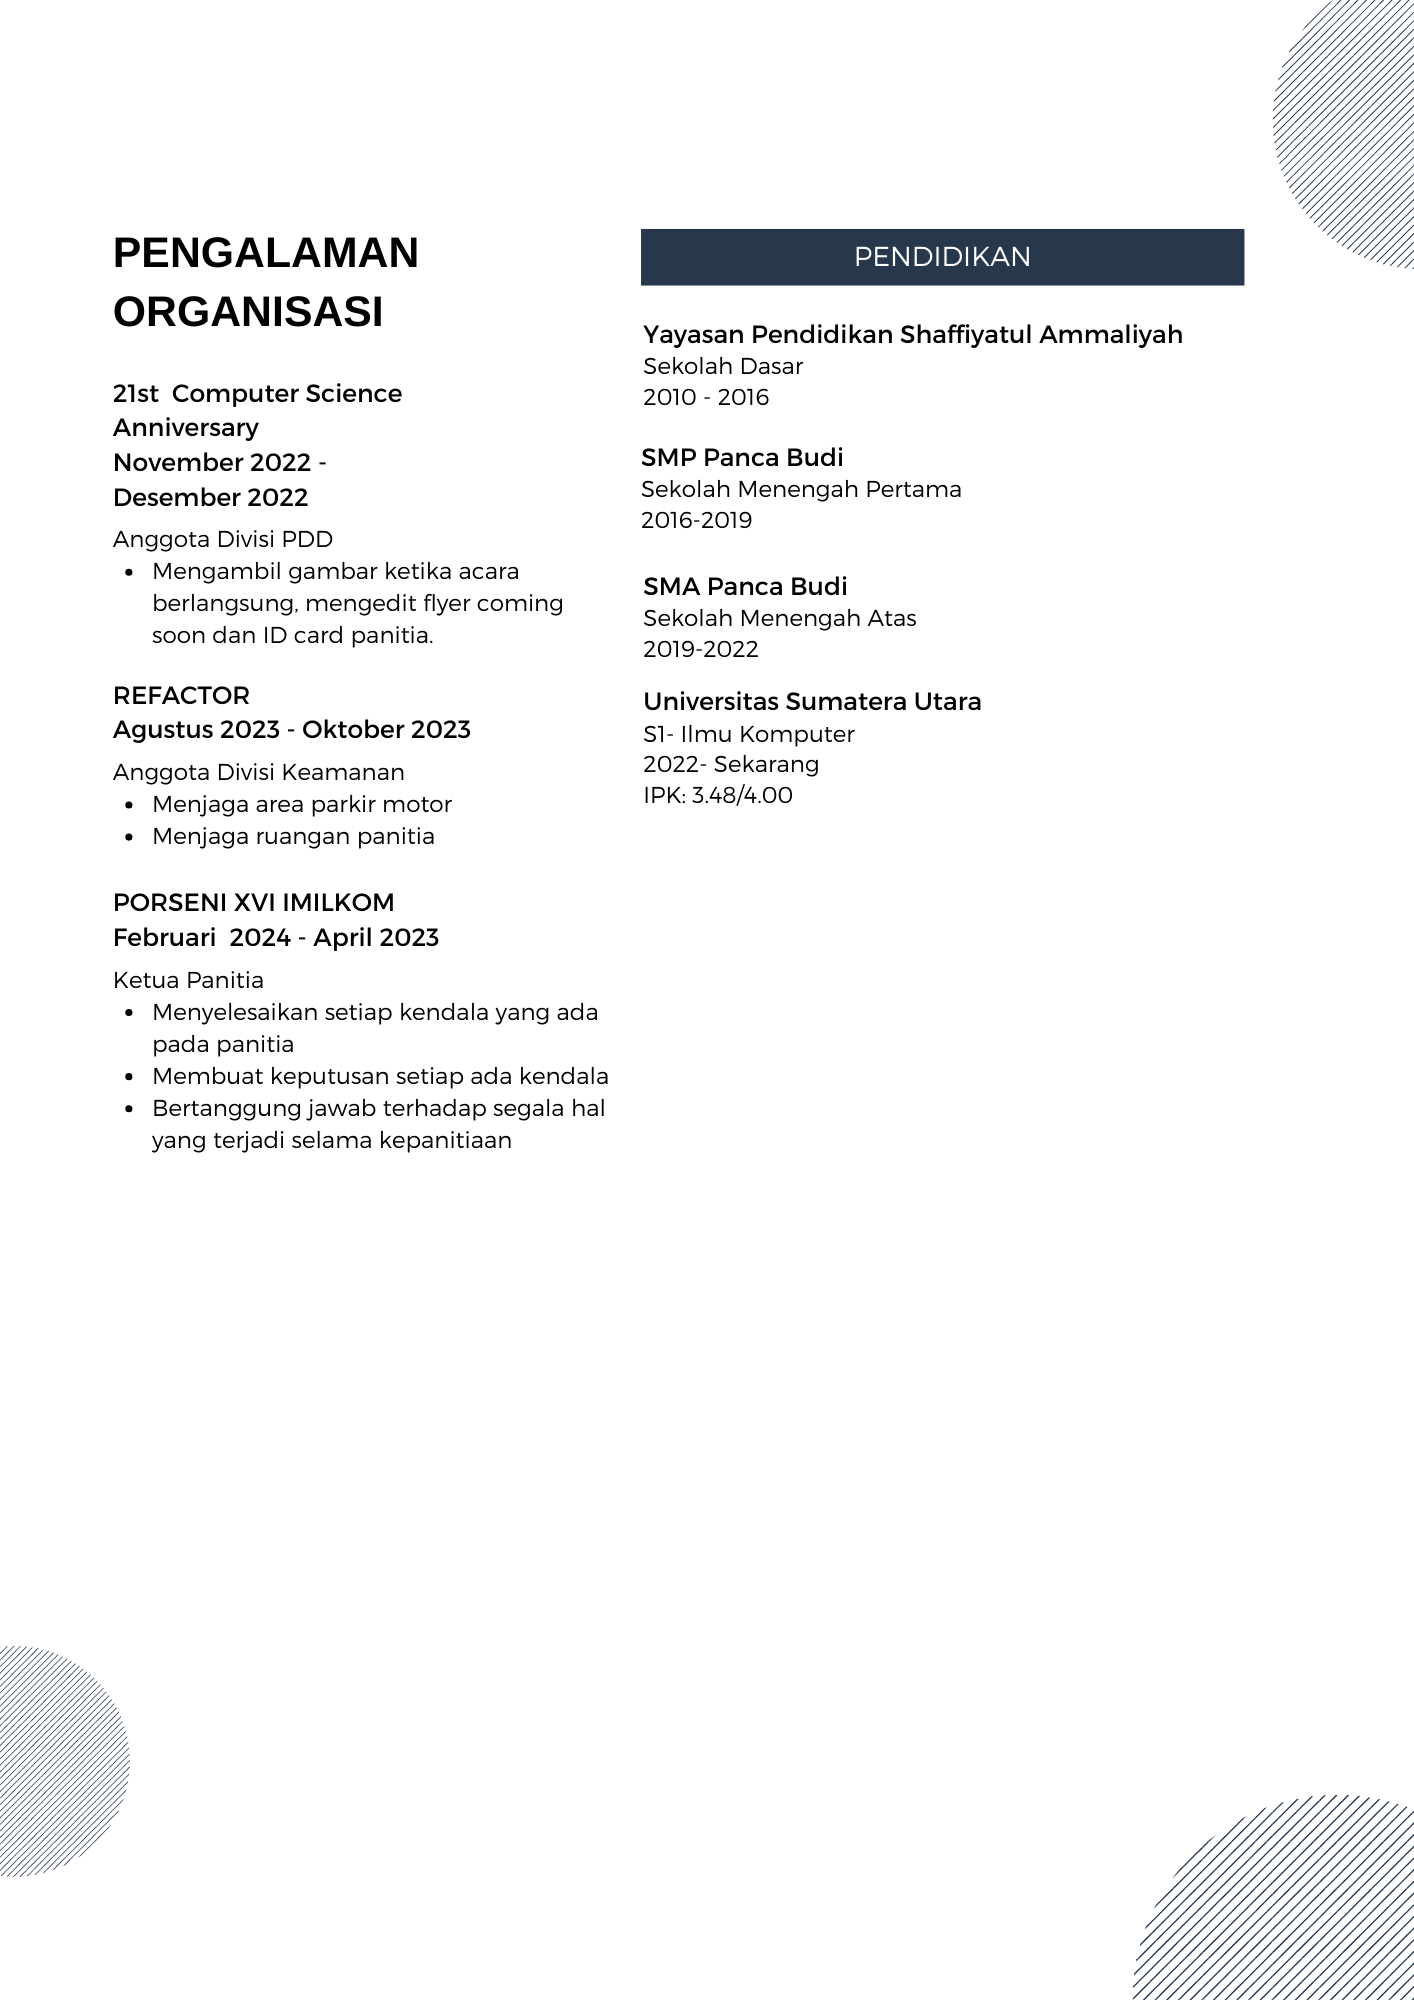 PENGALAMAN
ORGANISASI
21st  Computer Science
Anniversary
November 2022 -
Desember 2022
Anggota Divisi PDD
• Mengambil gambar ketika acara
berlangsung, mengedit flyer coming
soon dan ID card panitia.
REFACTOR
Agustus 2023 - Oktober 2023
Anggota Divisi Keamanan
• Menjaga area parkir motor
• Menjaga ruangan panitia
PORSENI XVI IMILKOM
Februari  2024 - April 2023
Ketua Panitia
• Menyelesaikan setiap kendala yang ada
pada panitia
• Membuat keputusan setiap ada kendala
• Bertanggung jawab terhadap segala hal
yang terjadi selama kepanitiaan
PENDIDIKAN
Yayasan Pendidikan Shaffiyatul Ammaliyah
Sekolah Dasar
2010 - 2016
SMP Panca Budi
Sekolah Menengah Pertama
2016-2019
SMA Panca Budi
Sekolah Menengah Atas
2019-2022
Universitas Sumatera Utara
S1- Ilmu Komputer
2022- Sekarang
IPK: 3.48/4.00